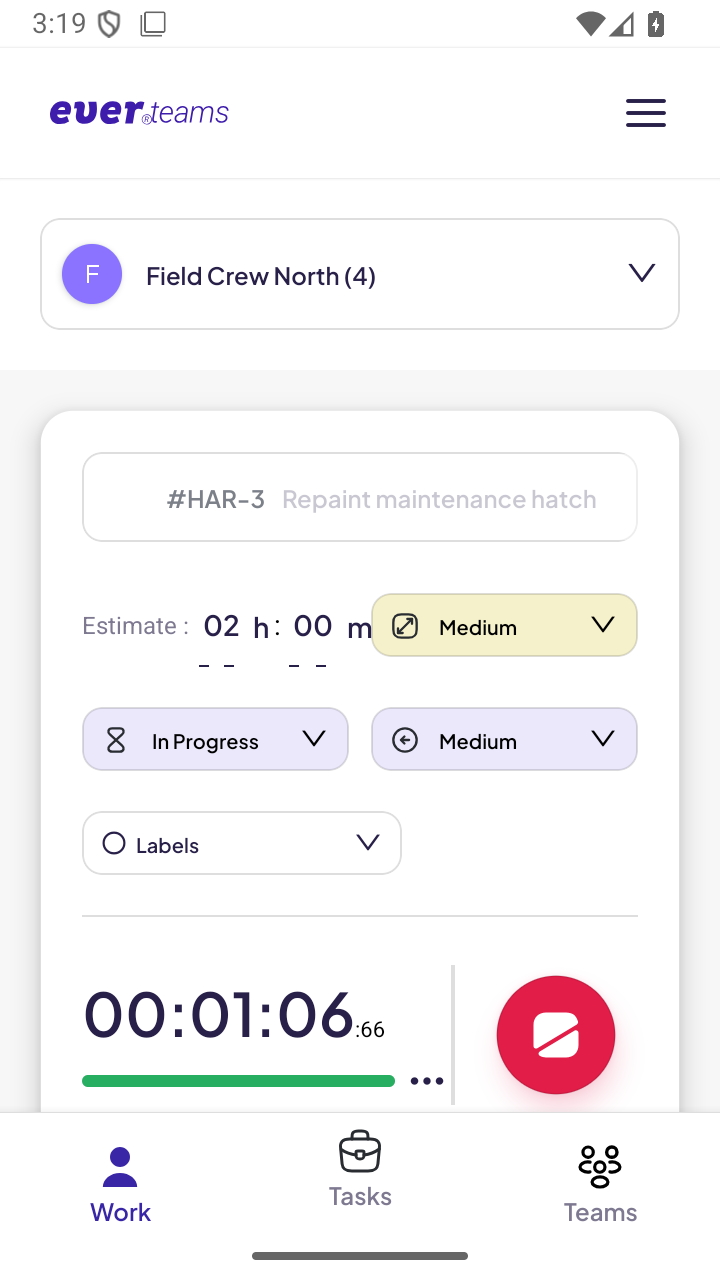 3:19
ever®teams
F Field Crew North (4)
#HAR-3 Repaint maintenance hatch
Estimate : 02 h : 00 m Medium
In Progress Medium
Labels
00:01:06:66
Work Tasks Teams